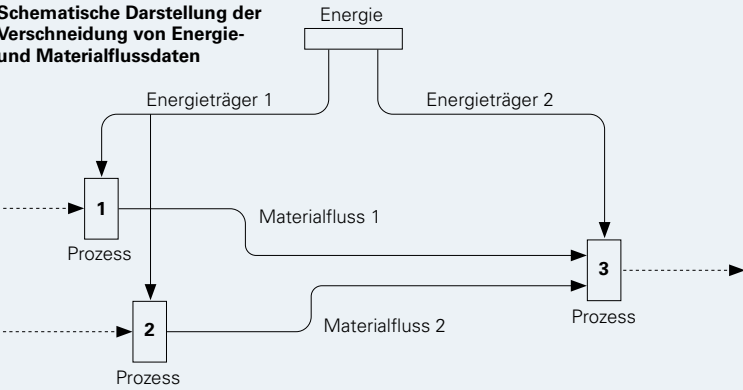 Schematische Darstellung der
Verschneidung von Energie-
und Materialflussdaten
Energie
Energieträger 1
Energieträger 2
1
Materialfluss 1
Prozess
3
Prozess
2
Materialfluss 2
Prozess